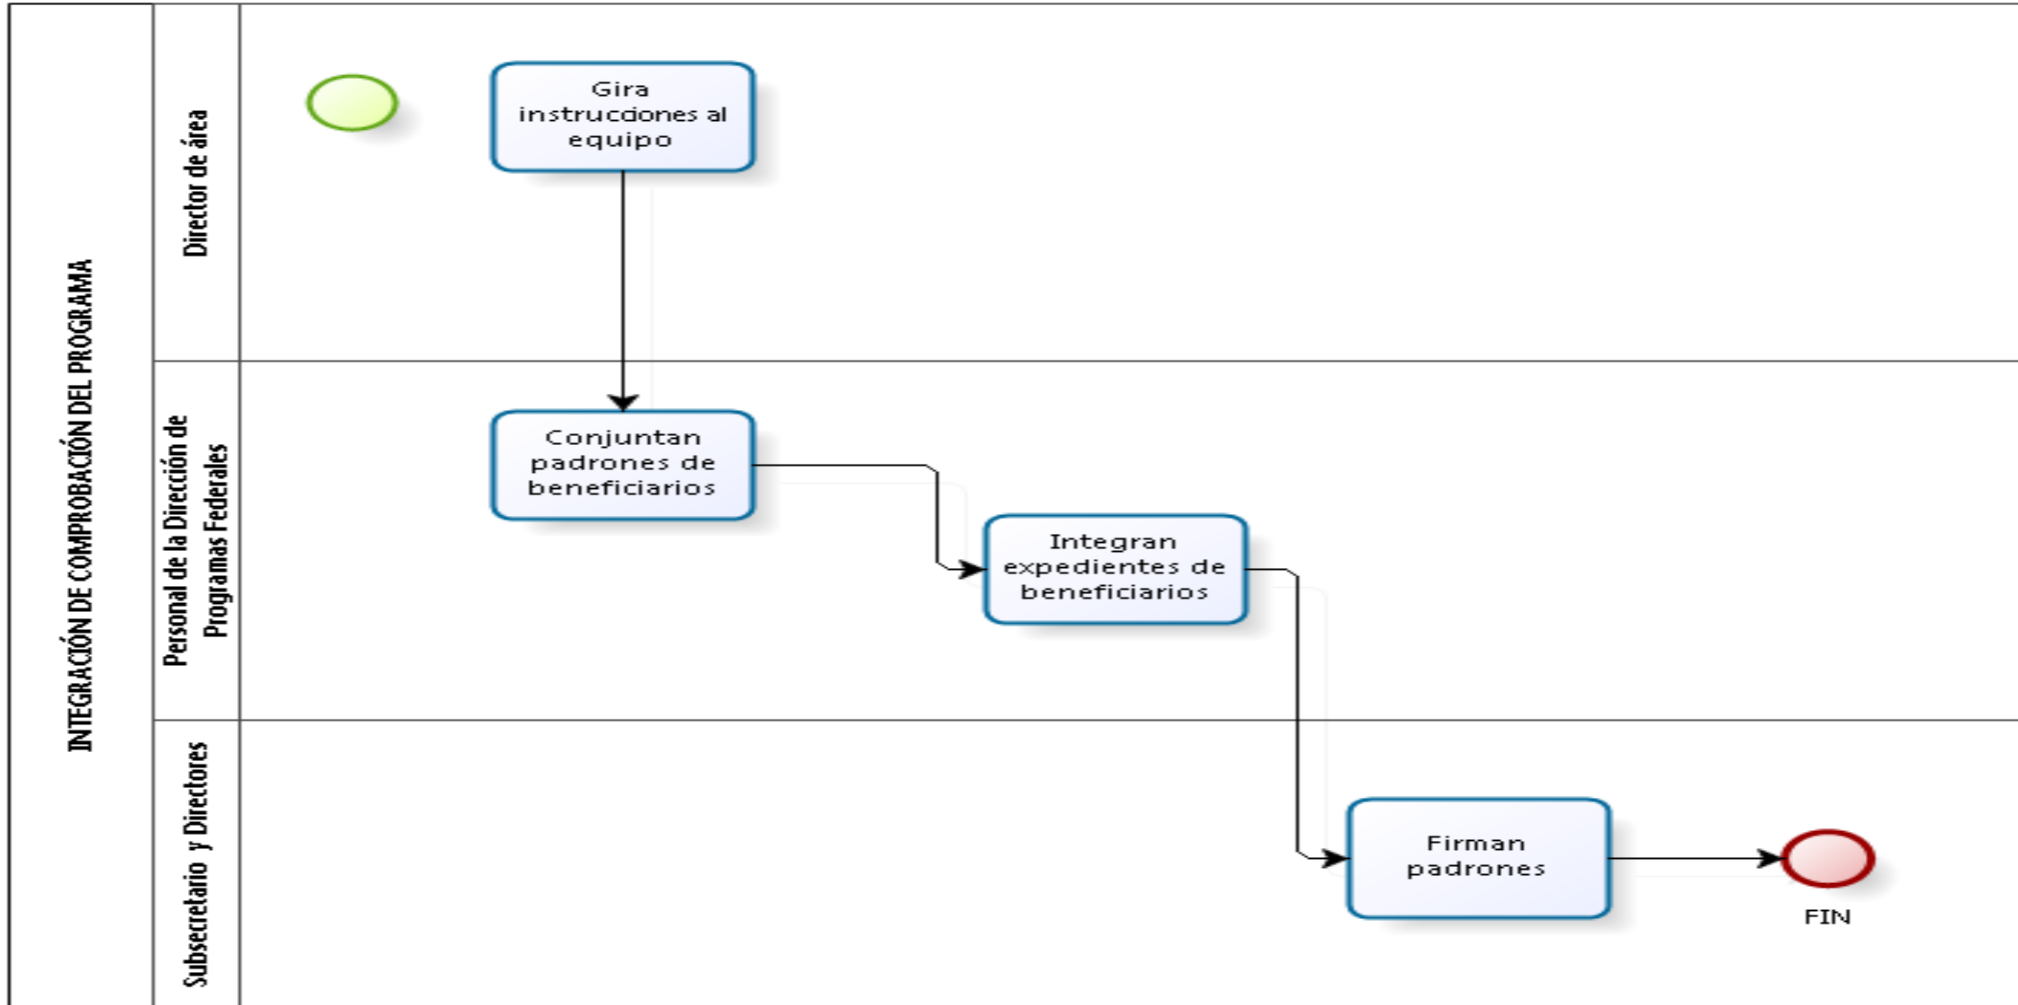 INTEGRACIÓN DE COMPROBACIÓN DEL PROGRAMA
Director de área
Gira
instrucciones al
equipo
Personal de la Dirección de
Programas Federales
Conjuntan
padrones de
beneficiarios
Integran
expedientes de
beneficiarios
Subsecretario y Directores
Firman
padrones
FIN